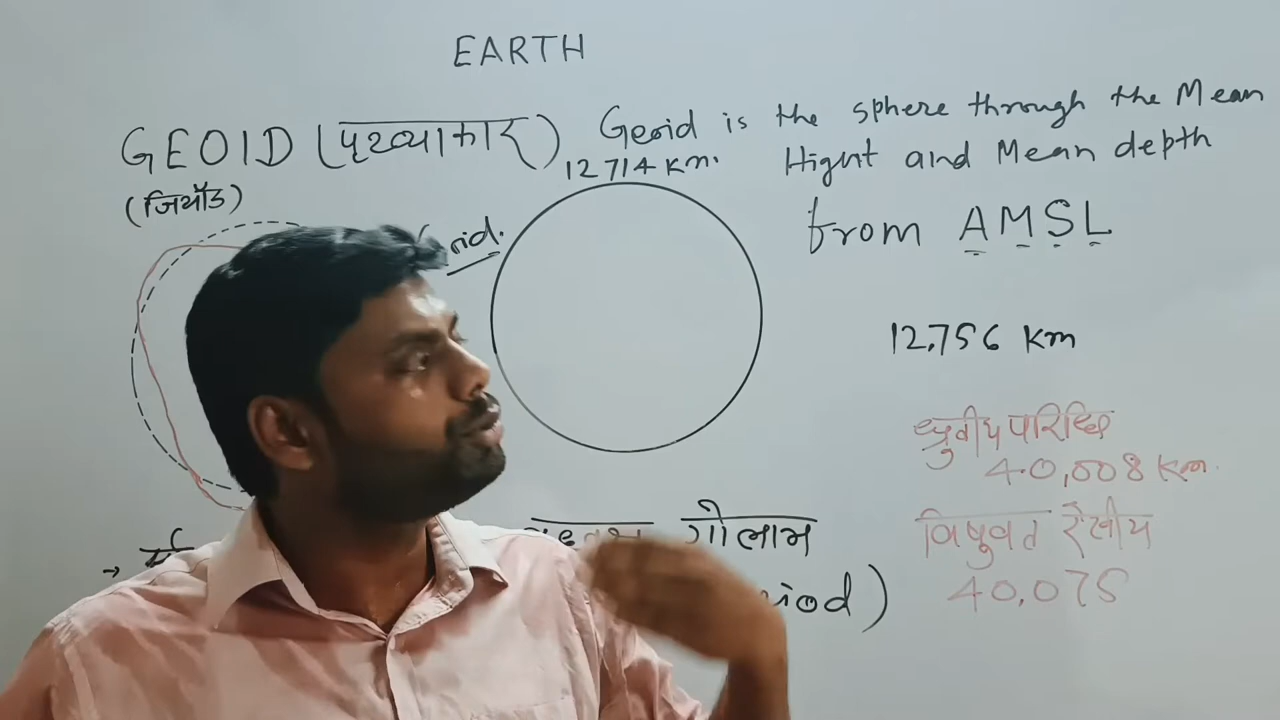 EARTH
GEOID (पृथ्व्याकार)
(जियॉड)
Geoid is the sphere through the Mean
Hight and Mean depth
from AMSL
12714 Km.
12,756 Km
ध्रुवीय परिधि
40,008 Km.
विषुवत रेखीय
40,075
गोलाभ
iod)